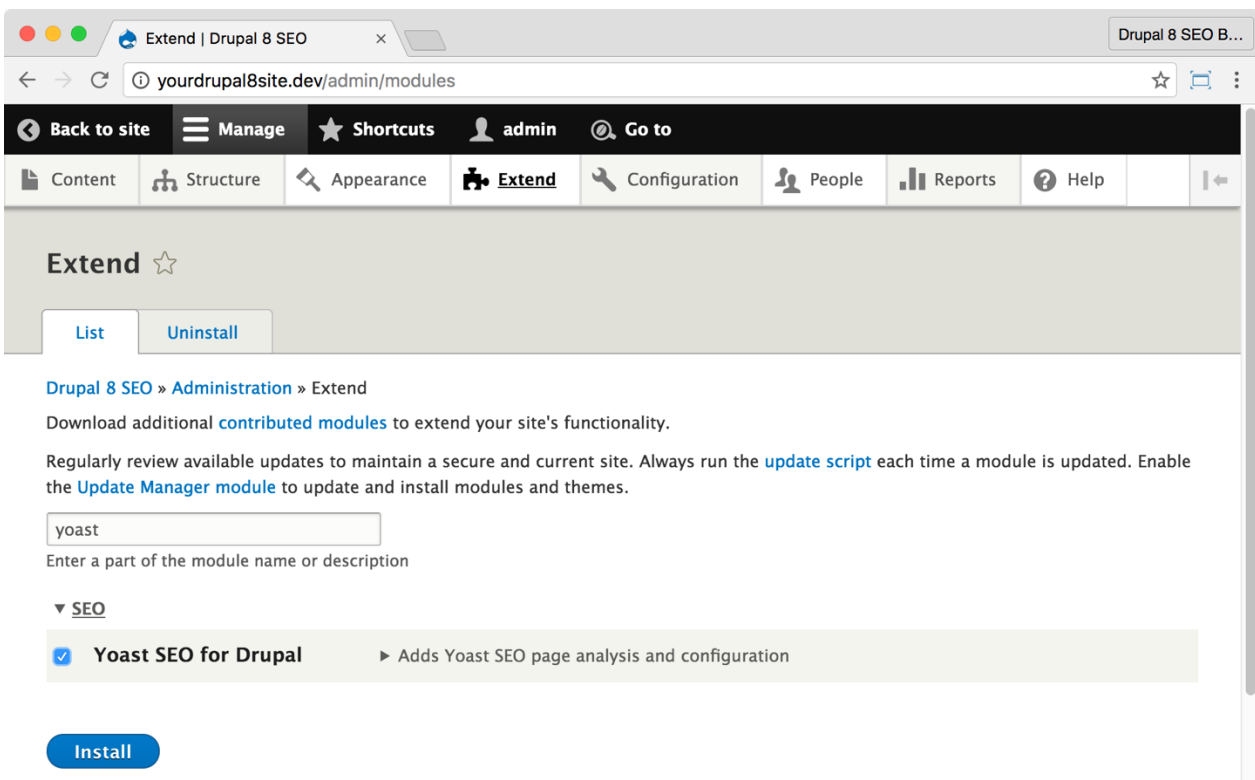 Extend | Drupal 8 SEO
Drupal 8 SEO B...
yourdrupal8site.dev/admin/modules
Back to site Manage Shortcuts admin Go to
Content Structure Appearance Extend Configuration People Reports Help
Extend
List Uninstall
Drupal 8 SEO » Administration » Extend
Download additional contributed modules to extend your site's functionality.
Regularly review available updates to maintain a secure and current site. Always run the update script each time a module is updated. Enable
the Update Manager module to update and install modules and themes.
yoast
Enter a part of the module name or description
SEO
Yoast SEO for Drupal Adds Yoast SEO page analysis and configuration
Install